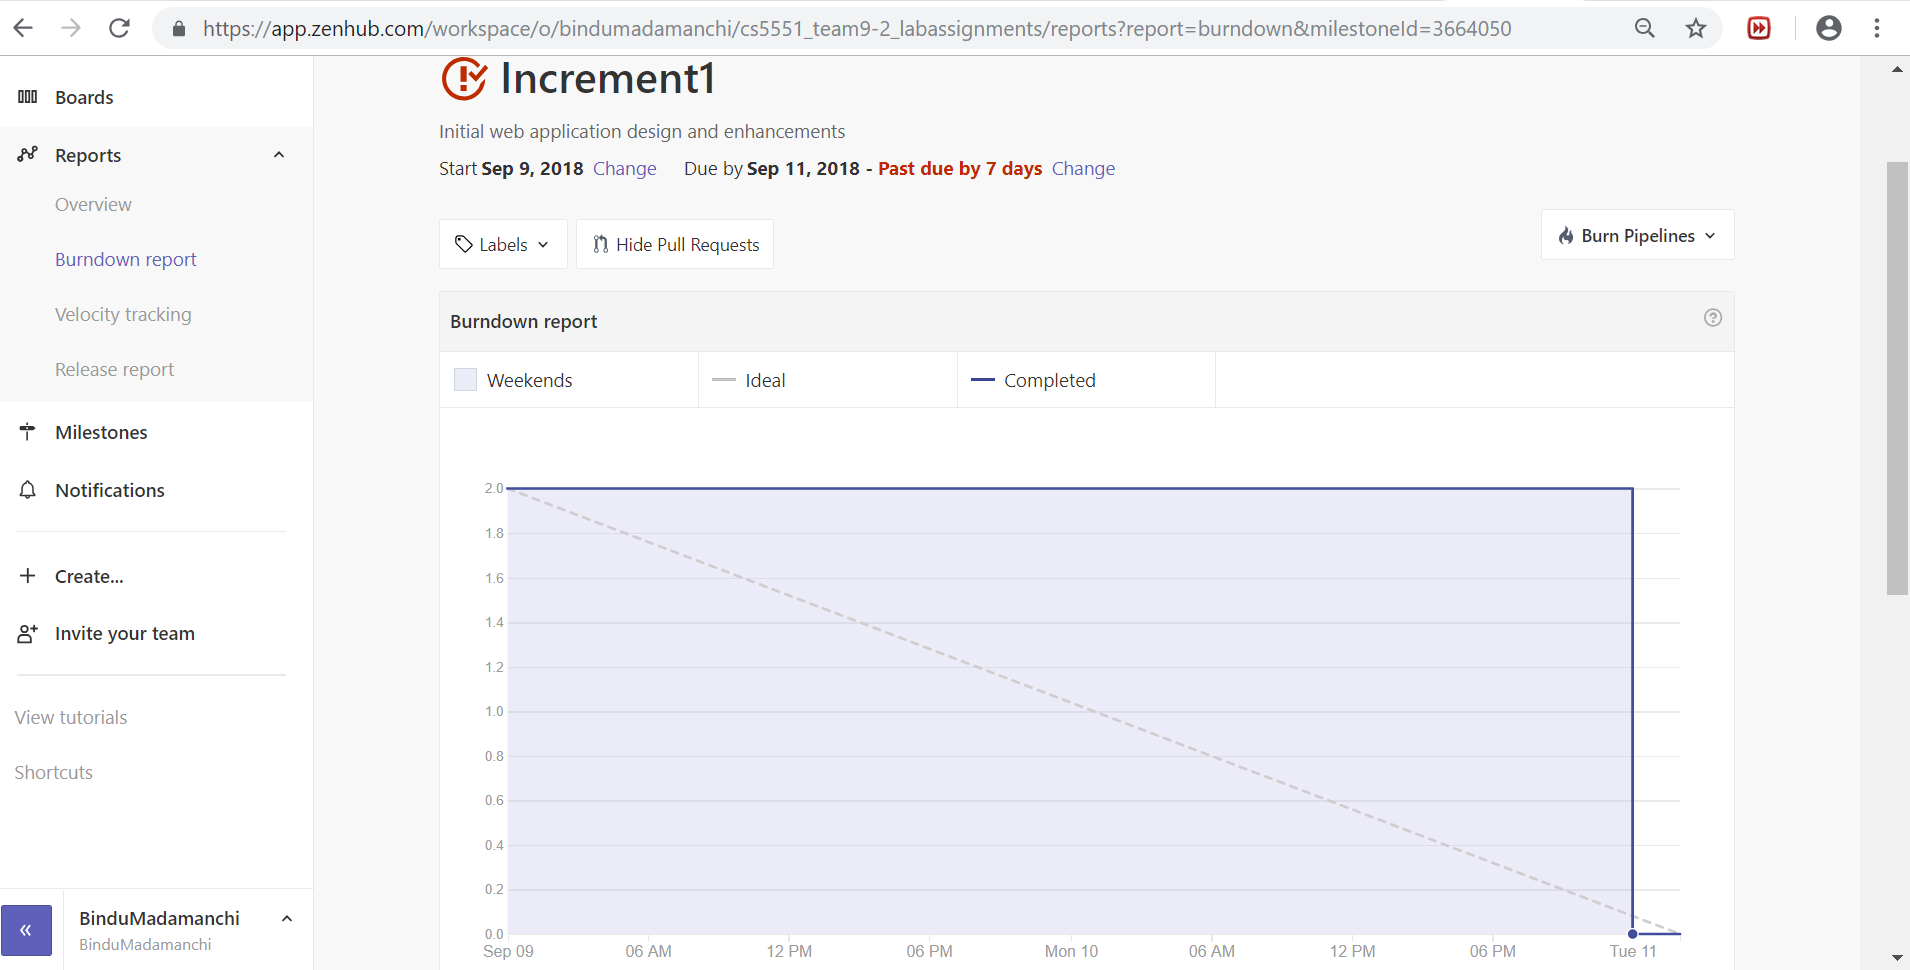 https://app.zenhub.com/workspace/o/bindumadamanchi/cs5551_team9-2_labassignments/reports?report=burndown&milestoneId=3664050
Boards
Reports
Overview
Burndown report
Velocity tracking
Release report
Milestones
Notifications
Create...
Invite your team
View tutorials
Shortcuts
BinduMadamanchi
BinduMadamanchi
Increment1
Initial web application design and enhancements
Start Sep 9, 2018 Change Due by Sep 11, 2018 - Past due by 7 days Change
Labels Hide Pull Requests Burn Pipelines
Burndown report
Weekends Ideal Completed
2.0
1.8
1.6
1.4
1.2
1.0
0.8
0.6
0.4
0.2
0.0
Sep 09 06 AM 12 PM 06 PM Mon 10 06 AM 12 PM 06 PM Tue 11